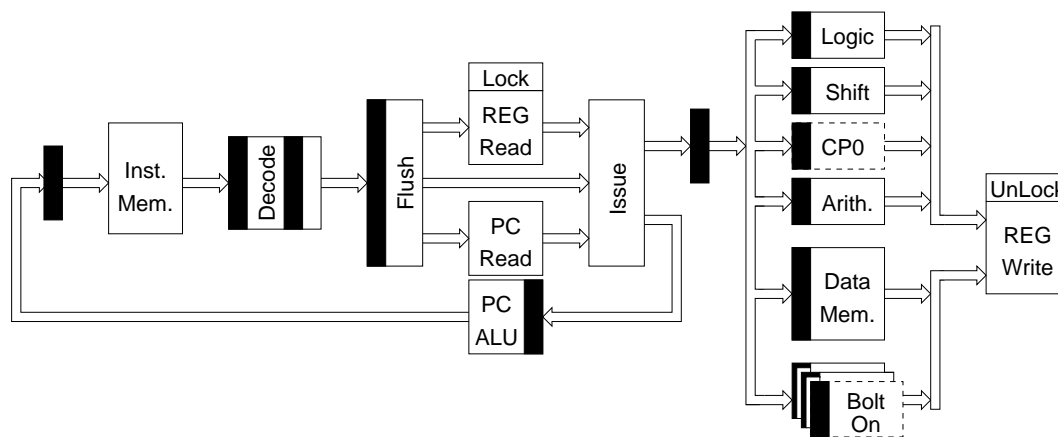 Inst.
Mem.
Decode
Flush
Lock
REG
Read
PC
Read
PC
ALU
Issue
Logic
Shift
CP0
Arith.
Data
Mem.
Bolt
On
UnLock
REG
Write